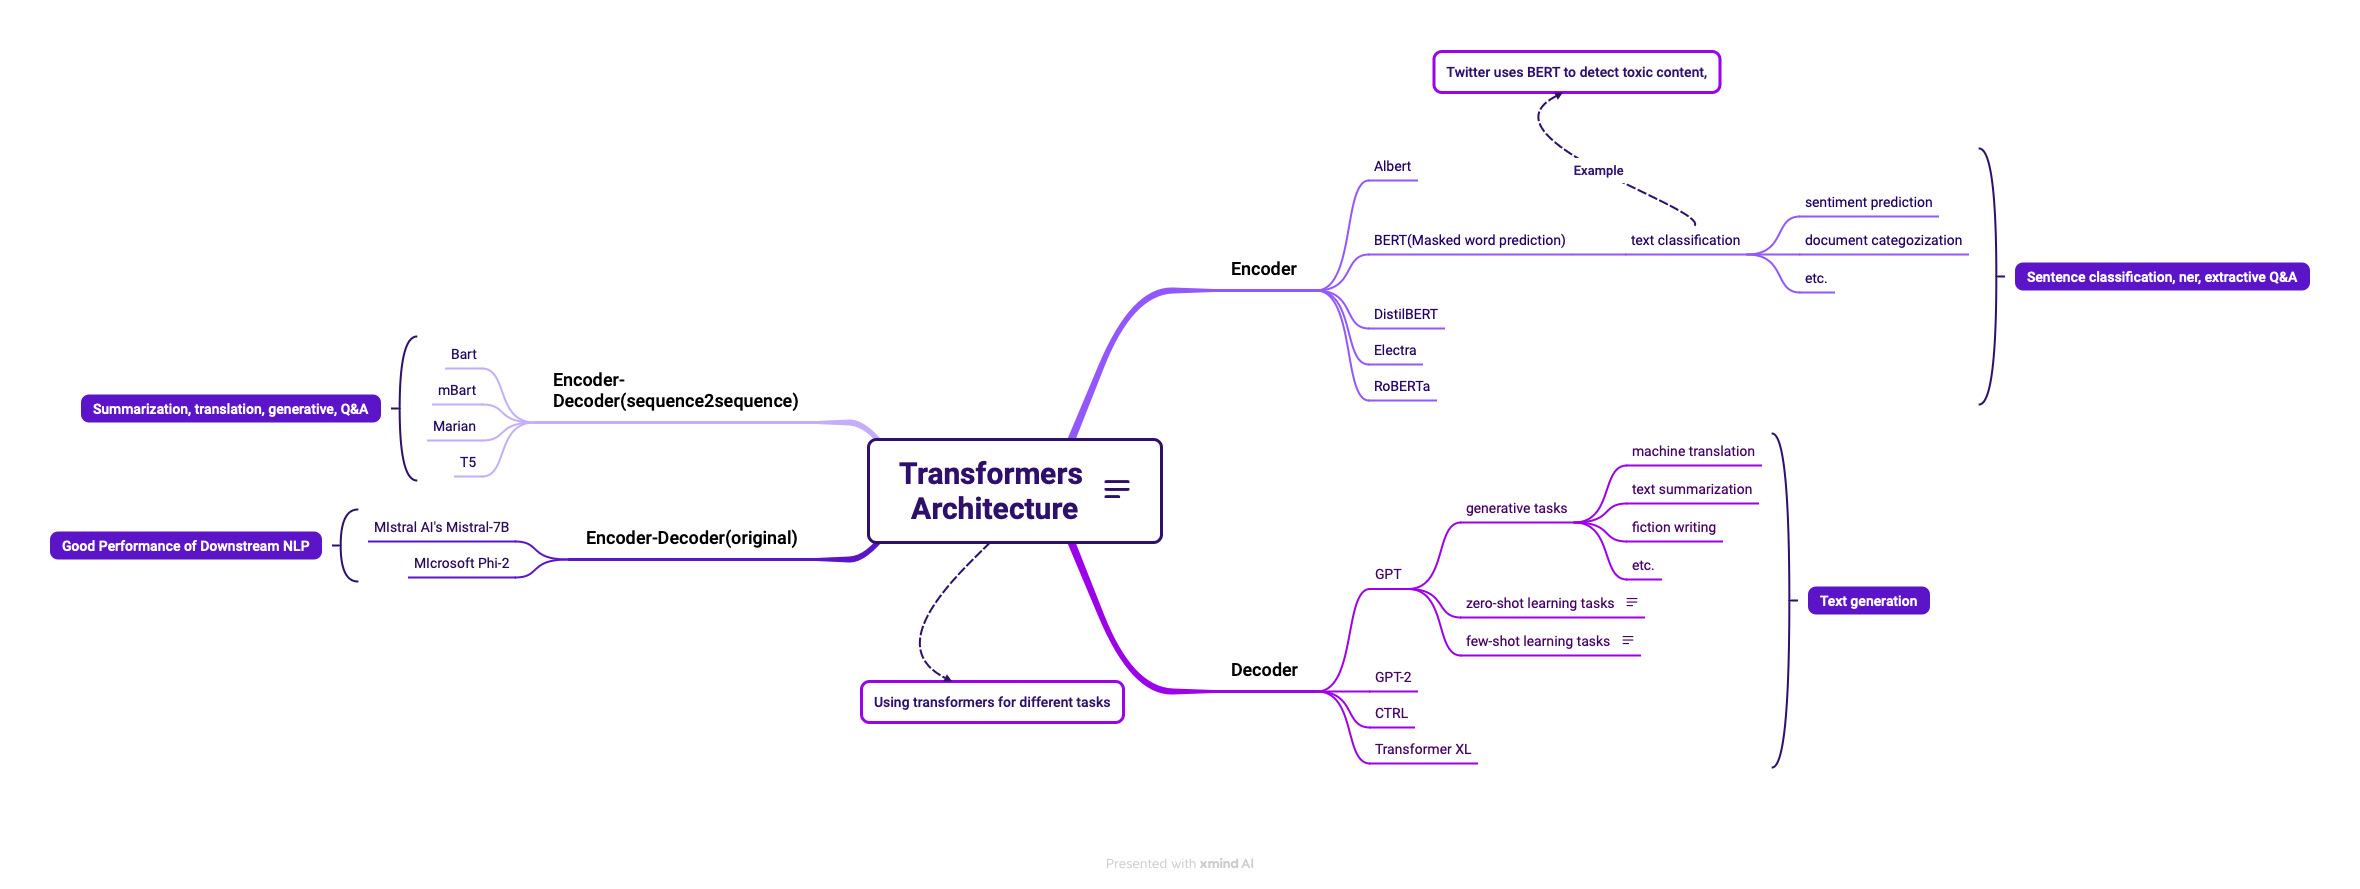 Twitter uses BERT to detect toxic content,
Example
Albert
sentiment prediction
BERT(Masked word prediction)
text classification
document categozization
etc.
Encoder
Sentence classification, ner, extractive Q&A
DistilBERT
Electra
RoBERTa
Bart
mBart
Marian
T5
Encoder-
Decoder(sequence2sequence)
Summarization, translation, generative, Q&A
Transformers
Architecture
MIstral AI's Mistral-7B
MIcrosoft Phi-2
Encoder-Decoder(original)
Good Performance of Downstream NLP
machine translation
text summarization
fiction writing
etc.
generative tasks
GPT
zero-shot learning tasks
few-shot learning tasks
Text generation
Decoder
GPT-2
CTRL
Transformer XL
Using transformers for different tasks
Presented with xmind AI